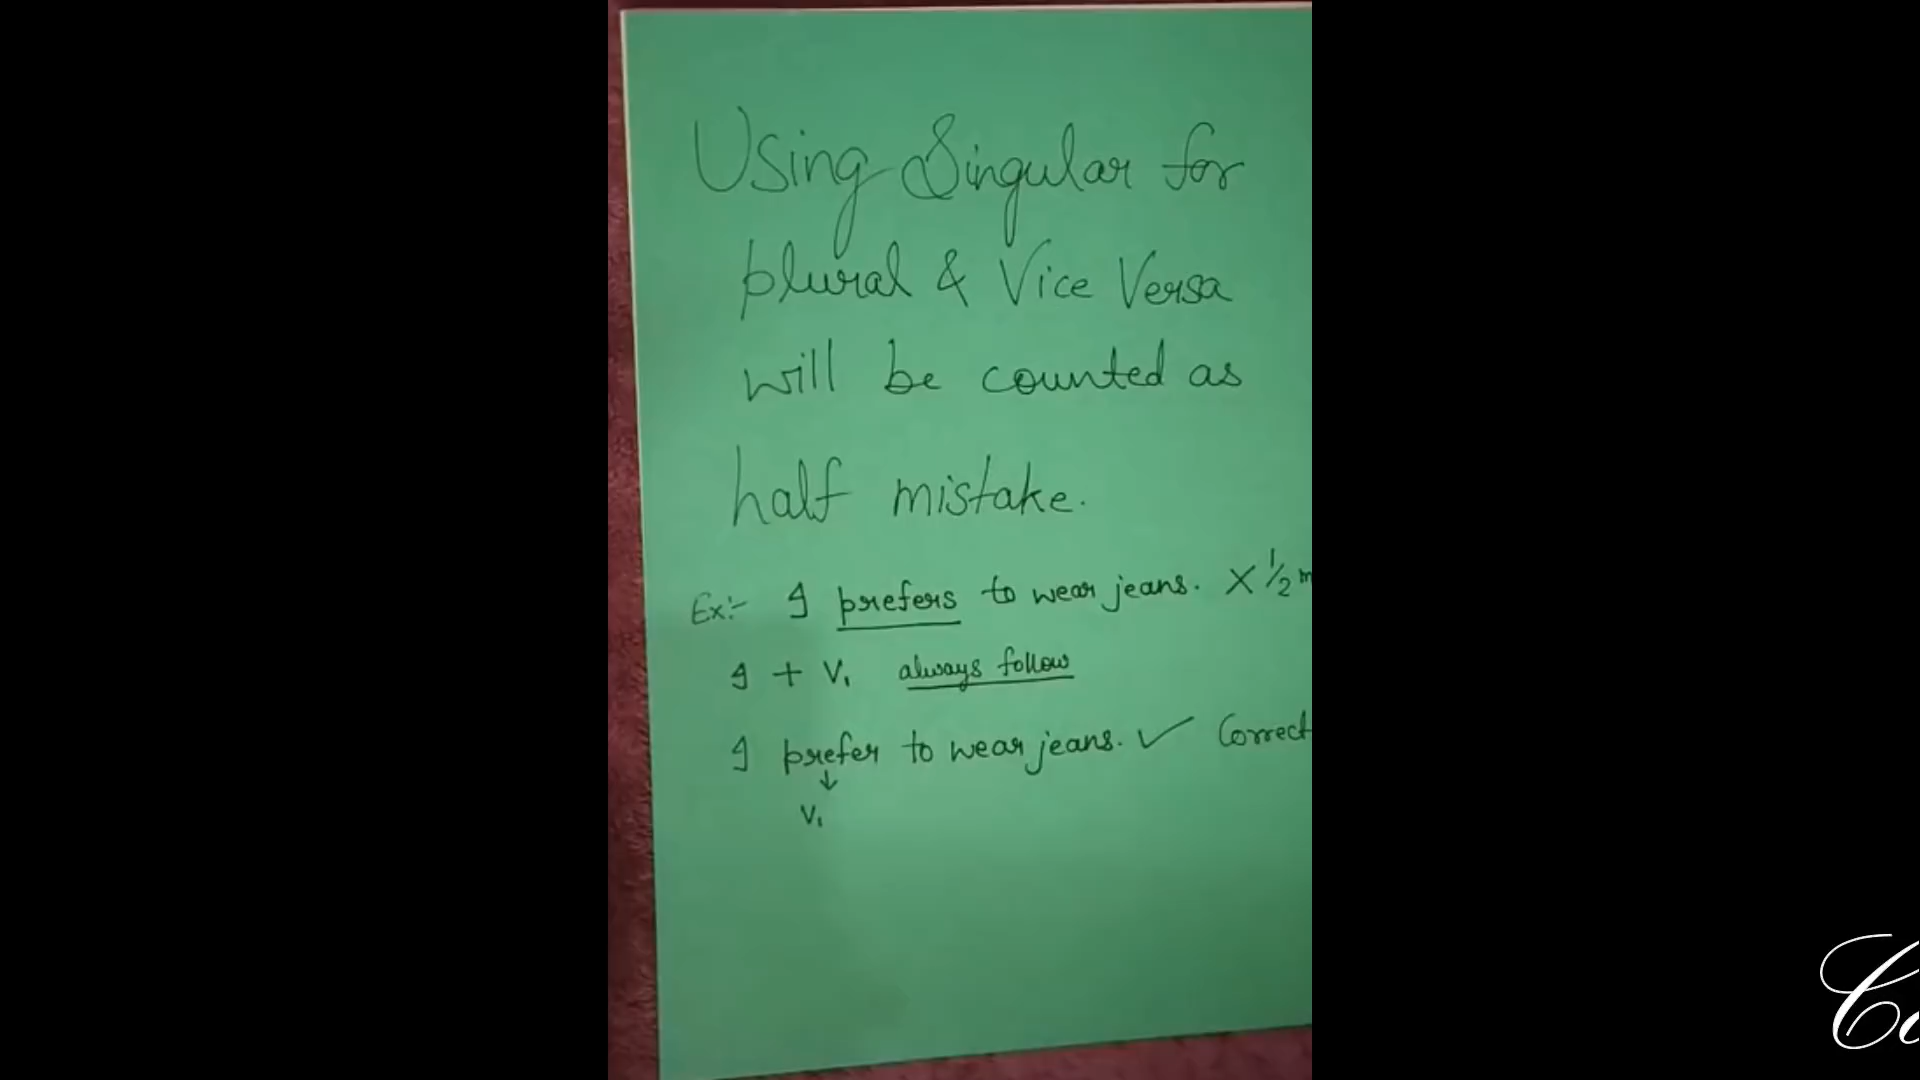 Using Singular for
plural & Vice Versa
will be counted as
half mistake.
Ex:- I prefers to wear jeans. X 1/2 m
I + V1 always follow
I prefer to wear jeans. ✓ Correct
↓
V1